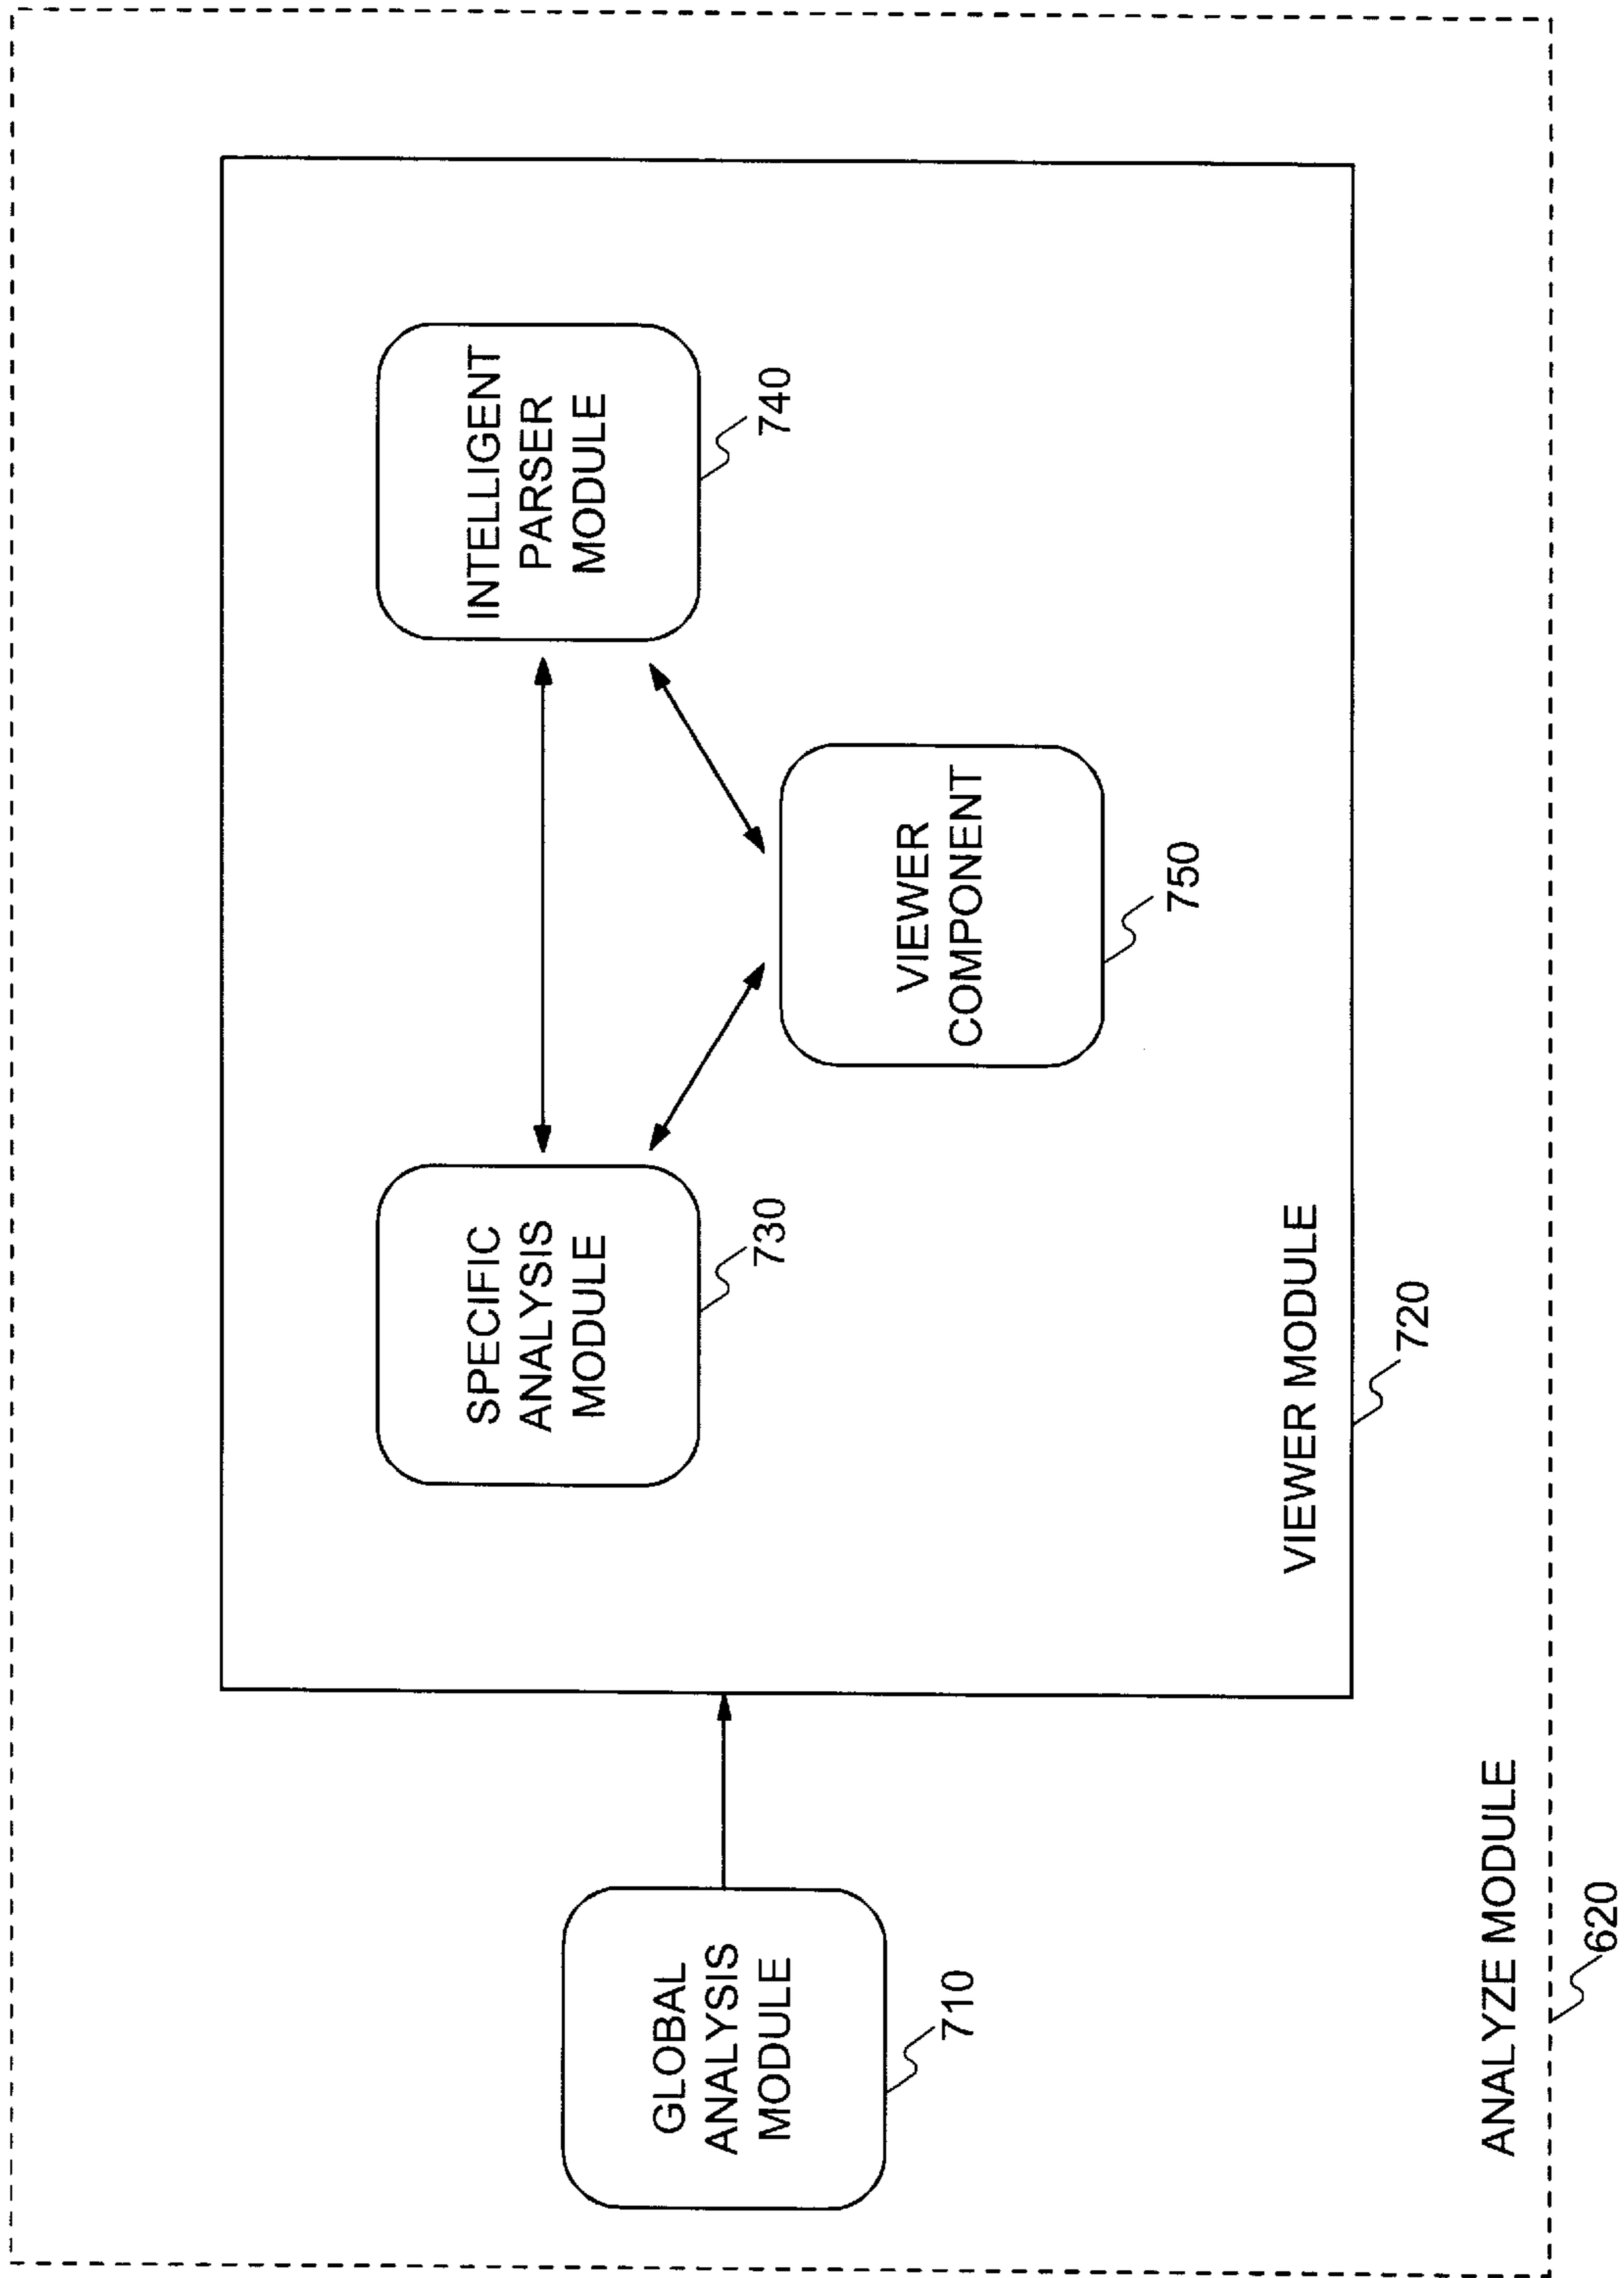 GLOBAL
ANALYSIS
MODULE
710
SPECIFIC
ANALYSIS
MODULE
730
INTELLIGENT
PARSER
MODULE
740
VIEWER
COMPONENT
750
VIEWER MODULE
720
ANALYZE MODULE
620